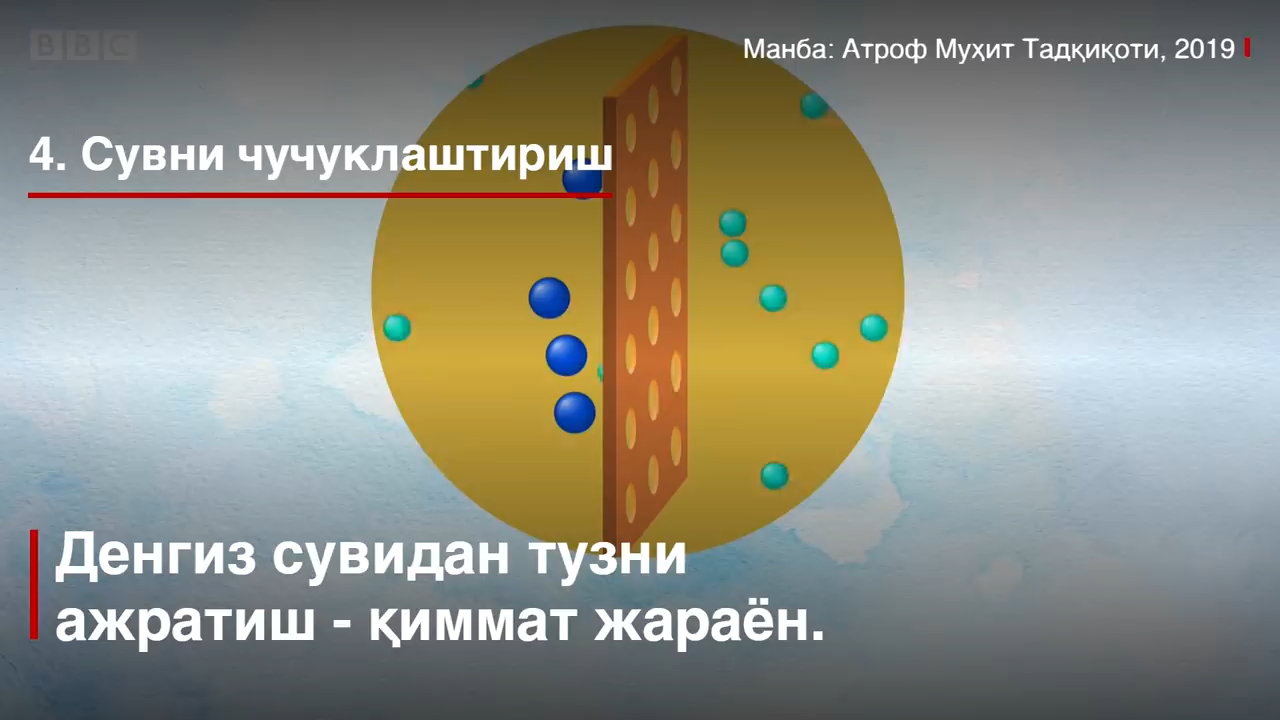 BBC
Манба: Атроф Муҳит Тадқиқоти, 2019
4. Сувни чучуклаштириш
Денгиз сувидан тузни
ажратиш - қиммат жараён.